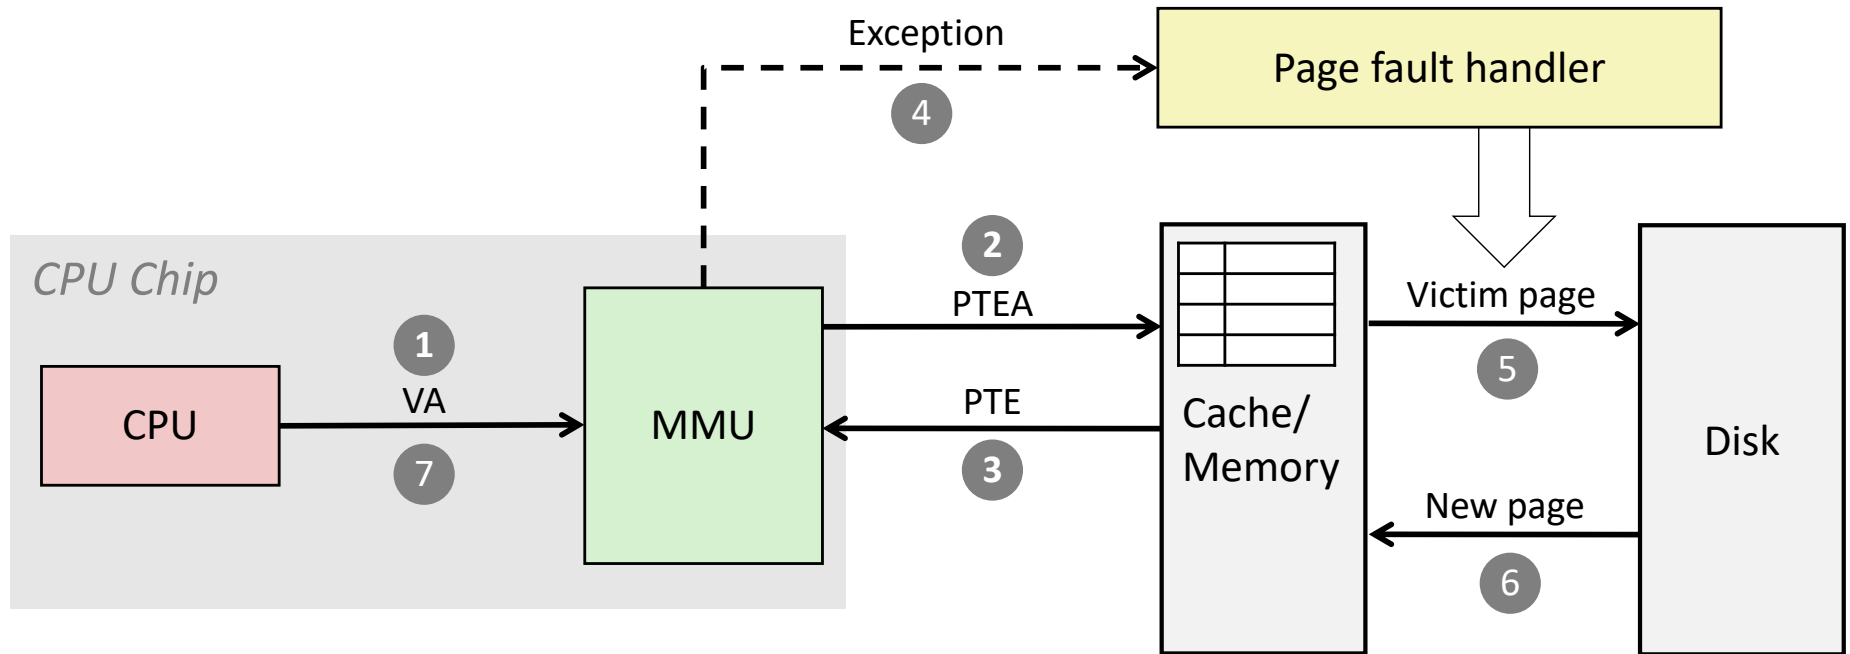 Exception
Page fault handler
4
2
CPU Chip
PTEA
Victim page
1
5
VA
PTE
CPU
MMU
Cache/
Memory
Disk
7
3
New page
6